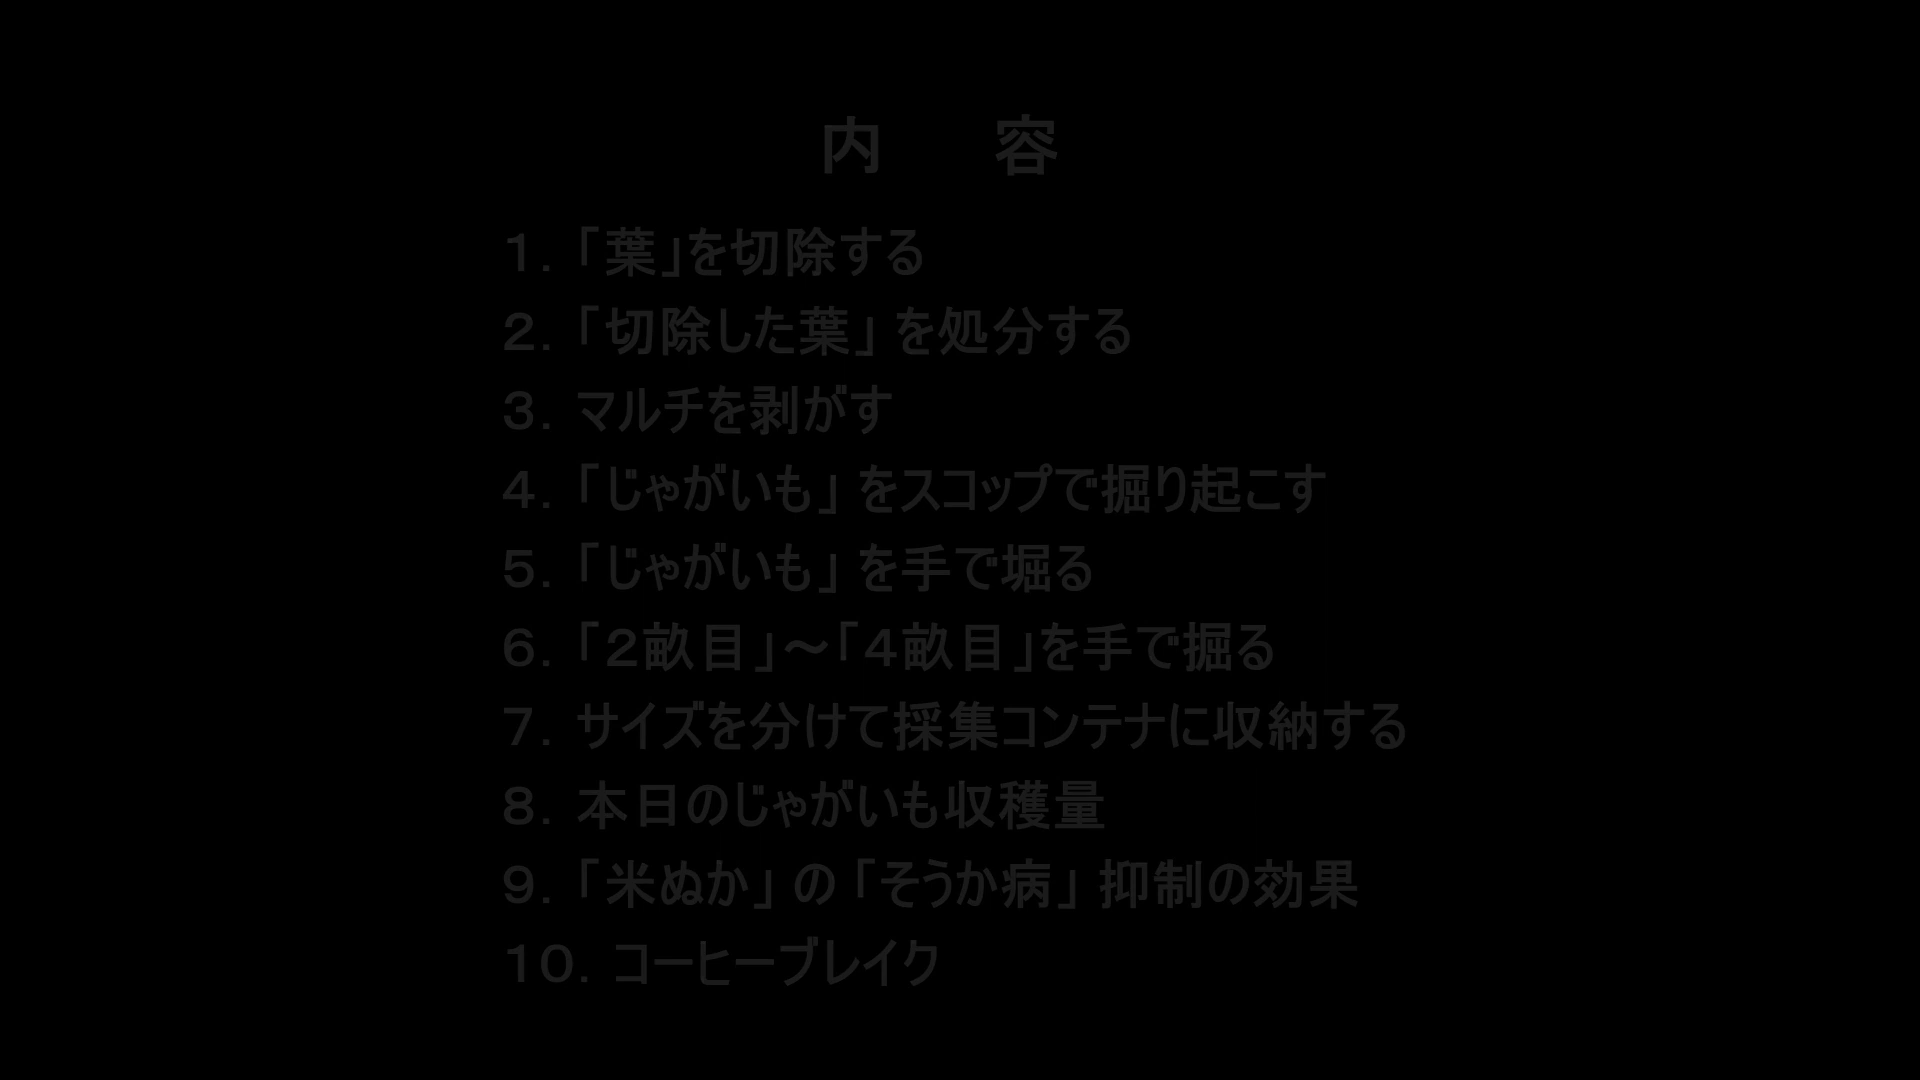 内　容
１．「葉」を切除する
２．「切除した葉」を処分する
３．マルチを剥がす
４．「じゃがいも」をスコップで掘り起こす
５．「じゃがいも」を手で堀る
６．「２畝目」～「４畝目」を手で掘る
７．サイズを分けて採集コンテナに収納する
８．本日のじゃがいも収穫量
９．「米ぬか」の「そうか病」抑制の効果
１０．コーヒーブレイク